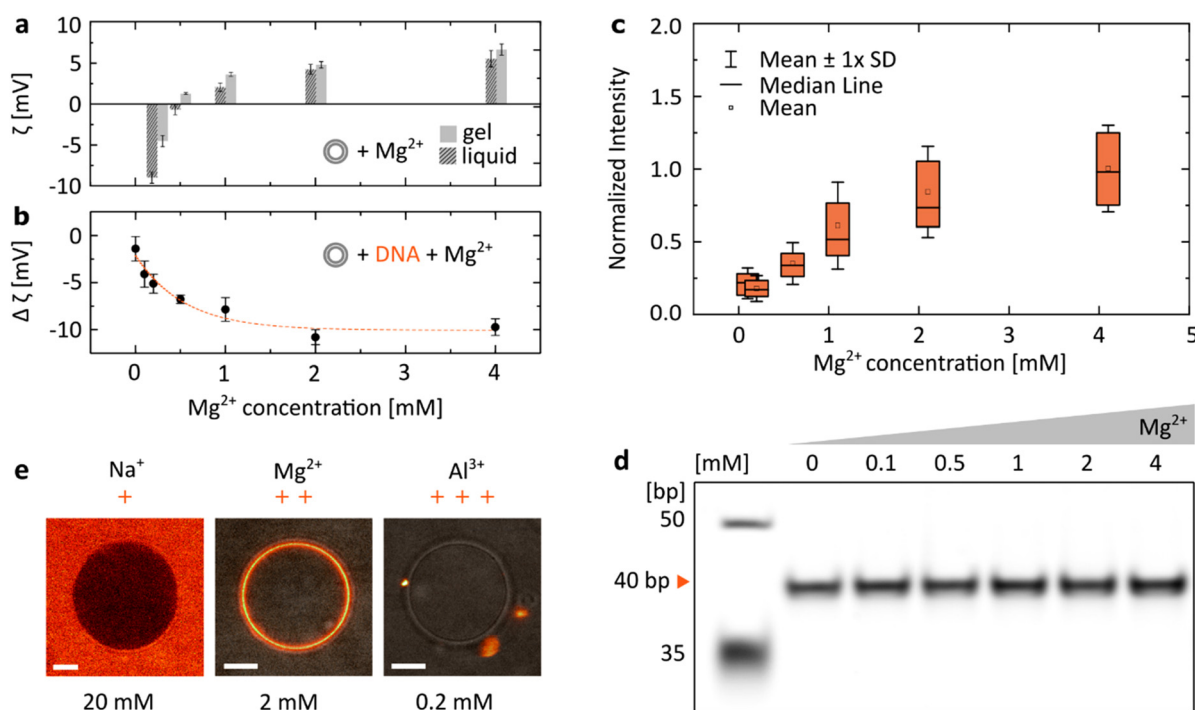 a
10
5
0
-5
-10
ζ [mV]
+ Mg²⁺
gel
liquid
b
0
-5
-10
Δ ζ [mV]
+ DNA + Mg²⁺
0 1 2 3 4
Mg²⁺ concentration [mM]
c
2.0
1.5
1.0
0.5
0.0
Normalized Intensity
Mean ± 1x SD
Median Line
Mean
0 1 2 3 4 5
Mg²⁺ concentration [mM]
Mg²⁺
d
[mM] 0 0.1 0.5 1 2 4
[bp]
50
40 bp
35
e
Na⁺ Mg²⁺ Al³⁺
+ + + + + +
20 mM 2 mM 0.2 mM